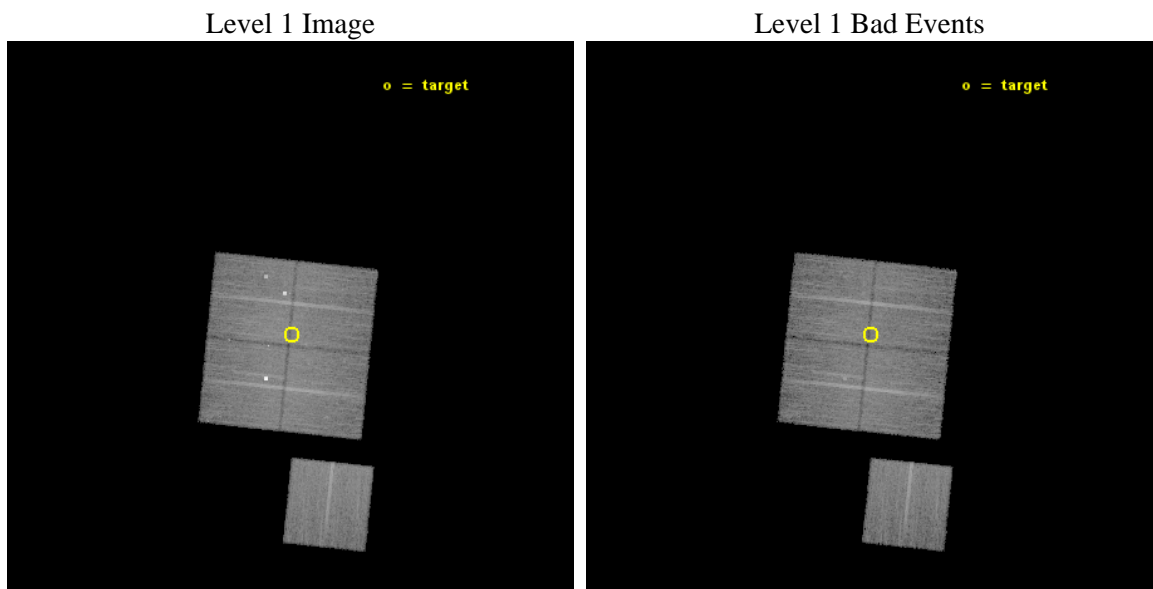 Level 1 Image
Level 1 Bad Events
o = target
o = target